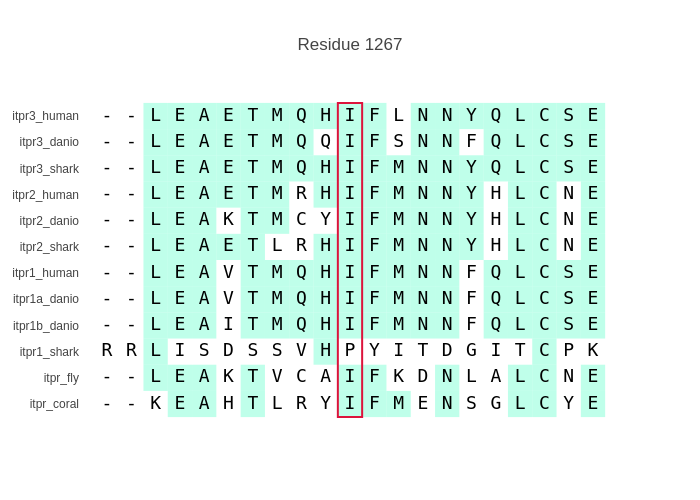 Residue 1267
itpr3_human - - L E A E T M Q H I F L N N Y Q L C S E
itpr3_danio - - L E A E T M Q Q I F S N N F Q L C S E
itpr3_shark - - L E A E T M Q H I F M N N Y Q L C S E
itpr2_human - - L E A E T M R H I F M N N Y H L C N E
itpr2_danio - - L E A K T M C Y I F M N N Y H L C N E
itpr2_shark - - L E A E T L R H I F M N N Y H L C N E
itpr1_human - - L E A V T M Q H I F M N N F Q L C S E
itpr1a_danio - - L E A V T M Q H I F M N N F Q L C S E
itpr1b_danio - - L E A I T M Q H I F M N N F Q L C S E
itpr1_shark R R L I S D S S V H P Y I T D G I T C P K
itpr_fly - - L E A K T V C A I F K D N L A L C N E
itpr_coral - - K E A H T L R Y I F M E N S G L C Y E